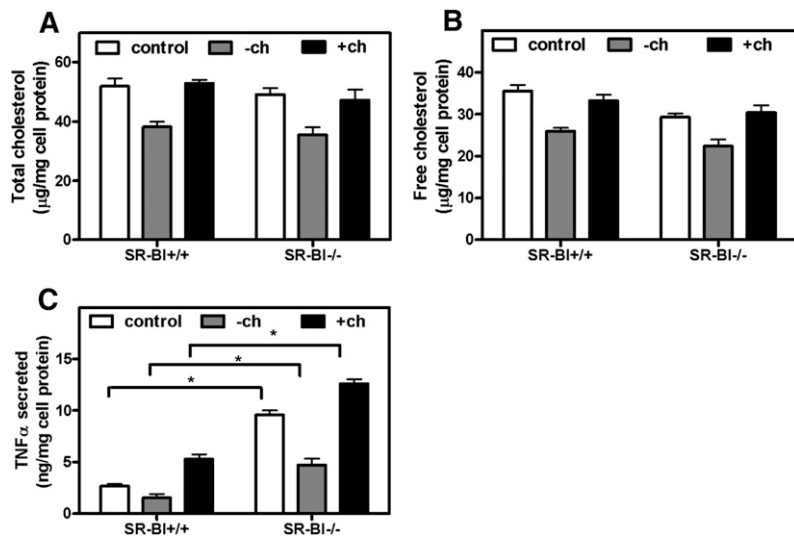 A
control -ch +ch
Total cholesterol
(µg/mg cell protein)
60
40
20
0
SR-BI+/+ SR-BI-/-
B
control -ch +ch
Free cholesterol
(µg/mg cell protein)
40
30
20
10
0
SR-BI+/+ SR-BI-/-
C
control -ch +ch
TNFα secreted
(ng/mg cell protein)
15
10
5
0
*
*
*
SR-BI+/+ SR-BI-/-